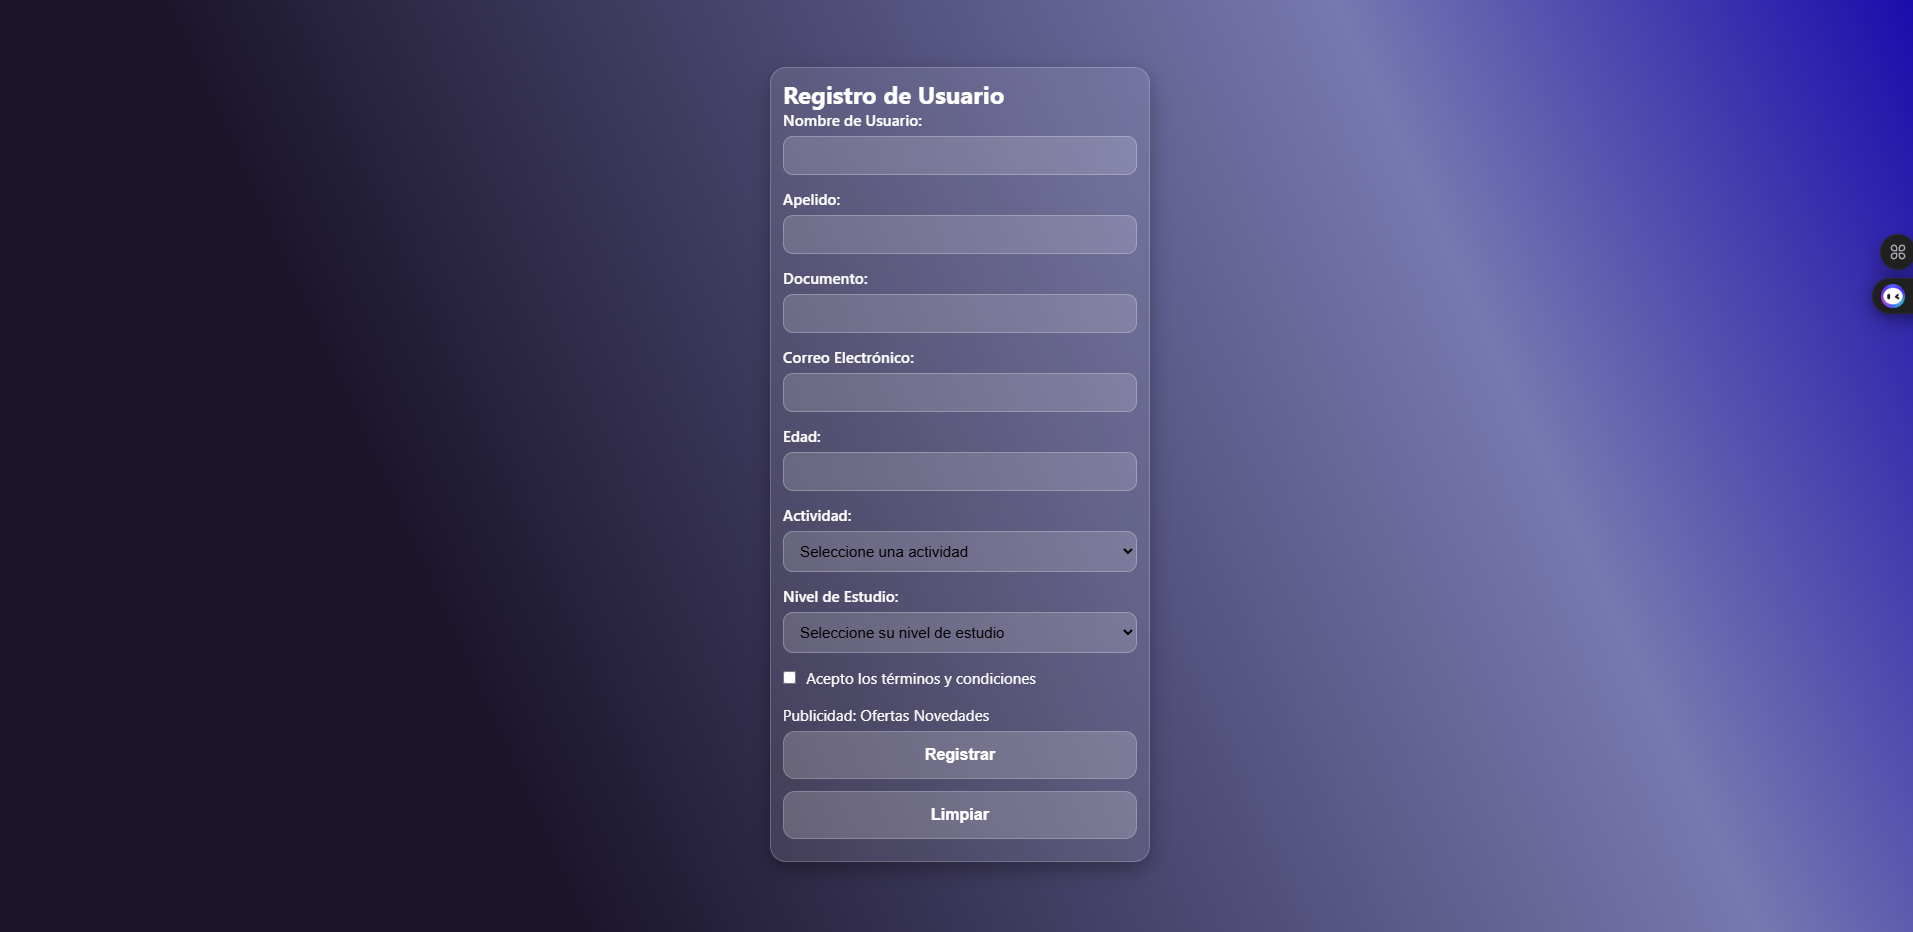 Registro de Usuario
Nombre de Usuario:
Apelido:
Documento:
Correo Electrónico:
Edad:
Actividad:
Seleccione una actividad
Nivel de Estudio:
Seleccione su nivel de estudio
Acepto los términos y condiciones
Publicidad: Ofertas Novedades
Registrar
Limpiar